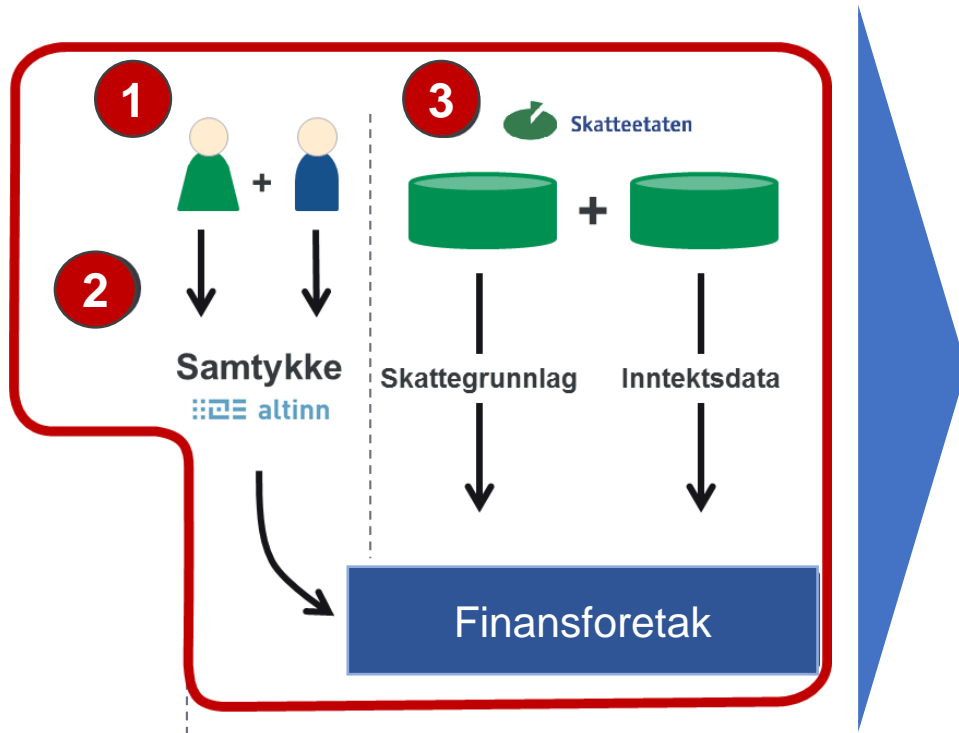 1
3
Skatteetaten
+
+
2
Samtykke
altinn
Skattegrunnlag
Inntektsdata
Finansforetak